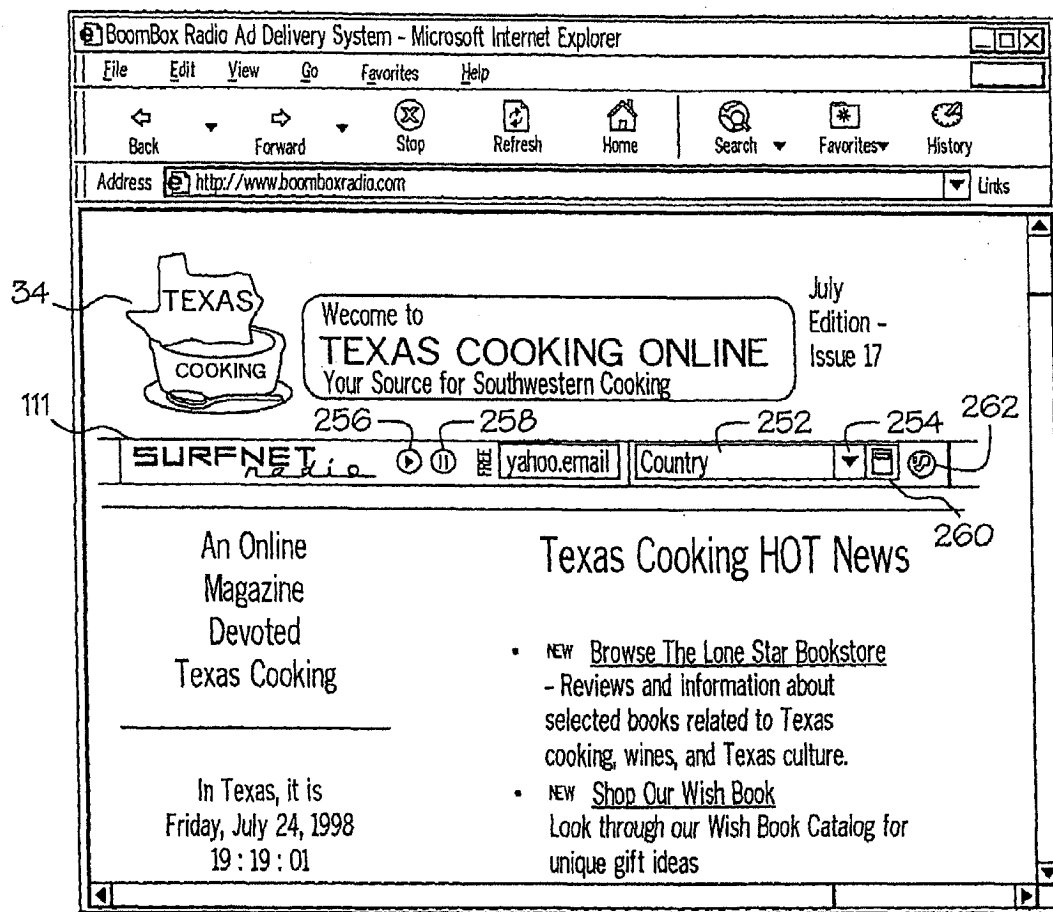 BoomBox Radio Ad Delivery System - Microsoft Internet Explorer
File Edit View Go Favorites Help
Back Forward Stop Refresh Home Search Favorites History
Address http://www.boomboxradio.com Links
34
TEXAS
COOKING
Wecome to
TEXAS COOKING ONLINE
Your Source for Southwestern Cooking
July
Edition -
Issue 17
111
256
258
252
254
262
SURFNET
radio
FREE
yahoo.email
Country
260
An Online
Magazine
Devoted
Texas Cooking
In Texas, it is
Friday, July 24, 1998
19 : 19 : 01
Texas Cooking HOT News
• NEW Browse The Lone Star Bookstore
- Reviews and information about
selected books related to Texas
cooking, wines, and Texas culture.
• NEW Shop Our Wish Book
Look through our Wish Book Catalog for
unique gift ideas